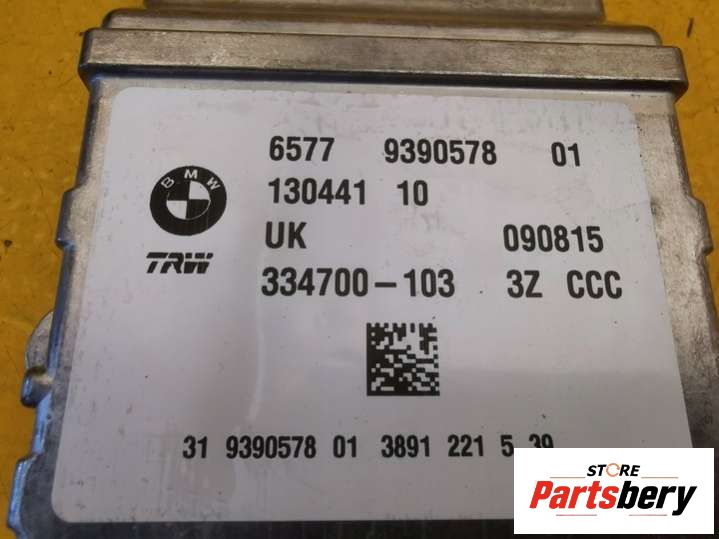 6577 9390578 01
130441 10
BMW
UK 090815
TRW
334700-103 3Z CCC
31 9390578 01 3891 221 5 39
STORE
Partsbery